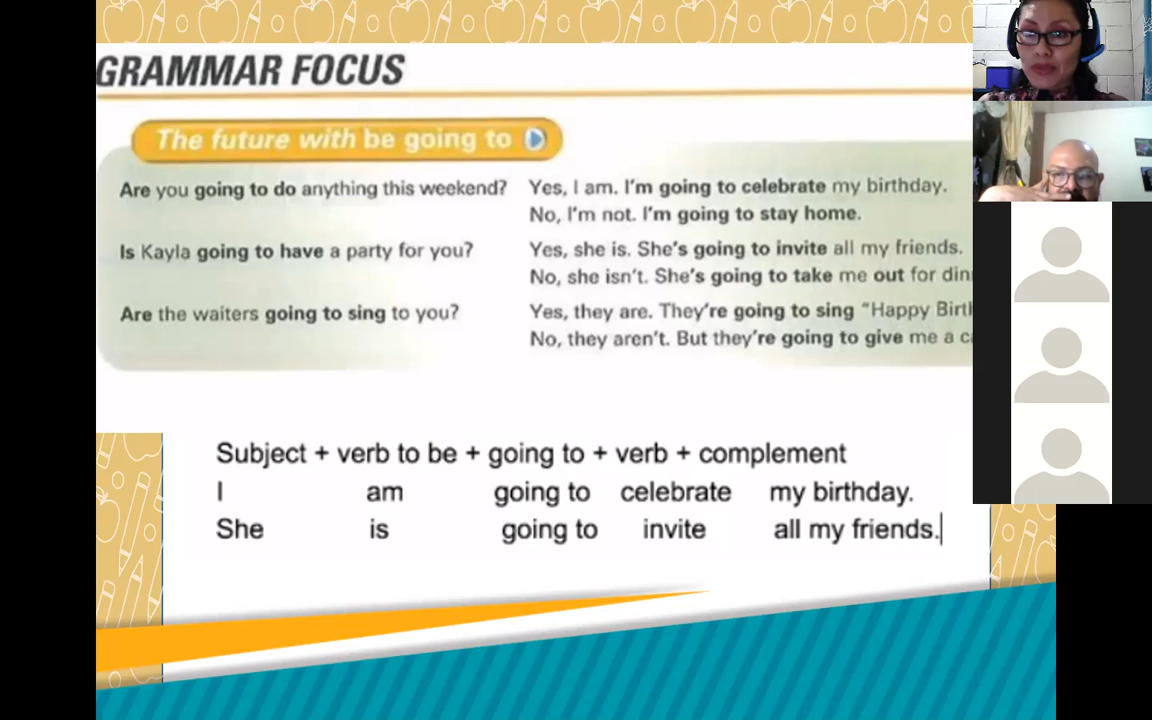 GRAMMAR FOCUS
The future with be going to
Are you going to do anything this weekend? Yes, I am. I'm going to celebrate my birthday.
No, I'm not. I'm going to stay home.
Is Kayla going to have a party for you? Yes, she is. She's going to invite all my friends.
No, she isn't. She's going to take me out for
Are the waiters going to sing to you? Yes, they are. They're going to sing "Happy
No, they aren't. But they're going to give me a
Subject + verb to be + going to + verb + complement
I am going to celebrate my birthday.
She is going to invite all my friends.